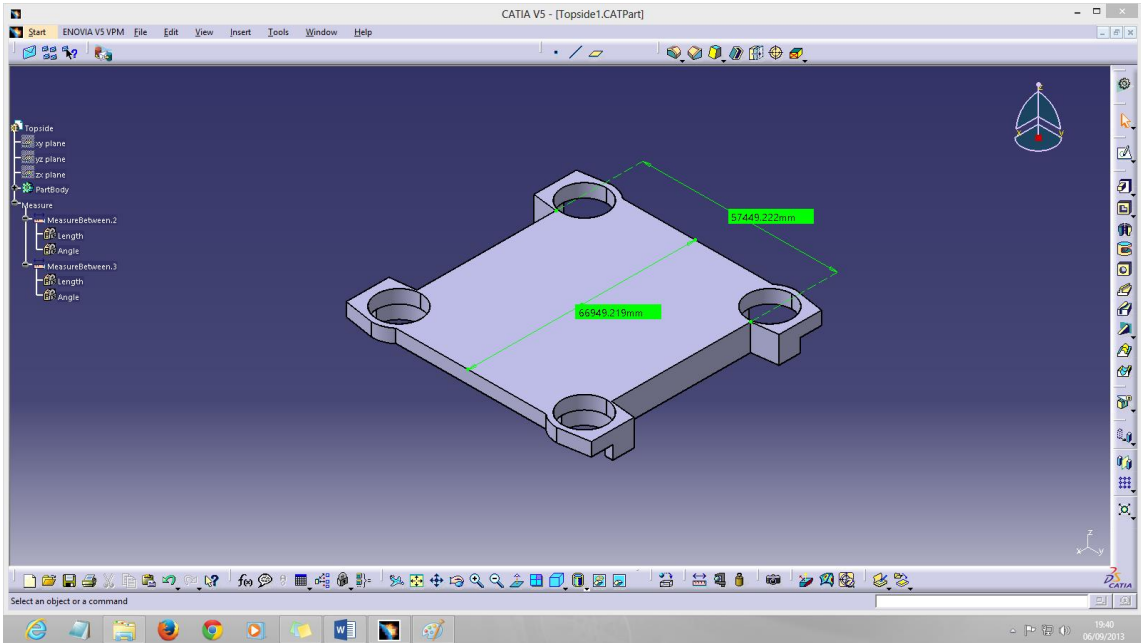 CATIA V5 - [Topside1.CATPart]
Start ENOVIA V5 VPM File Edit View Insert Tools Window Help
Topside
xy plane
yz plane
zx plane
PartBody
Measure
MeasureBetween.2
Length
Angle
MeasureBetween.3
Length
Angle
57449.222mm
66949.219mm
z
z
x y
CATIA
Select an object or a command
19:40
06/09/2013